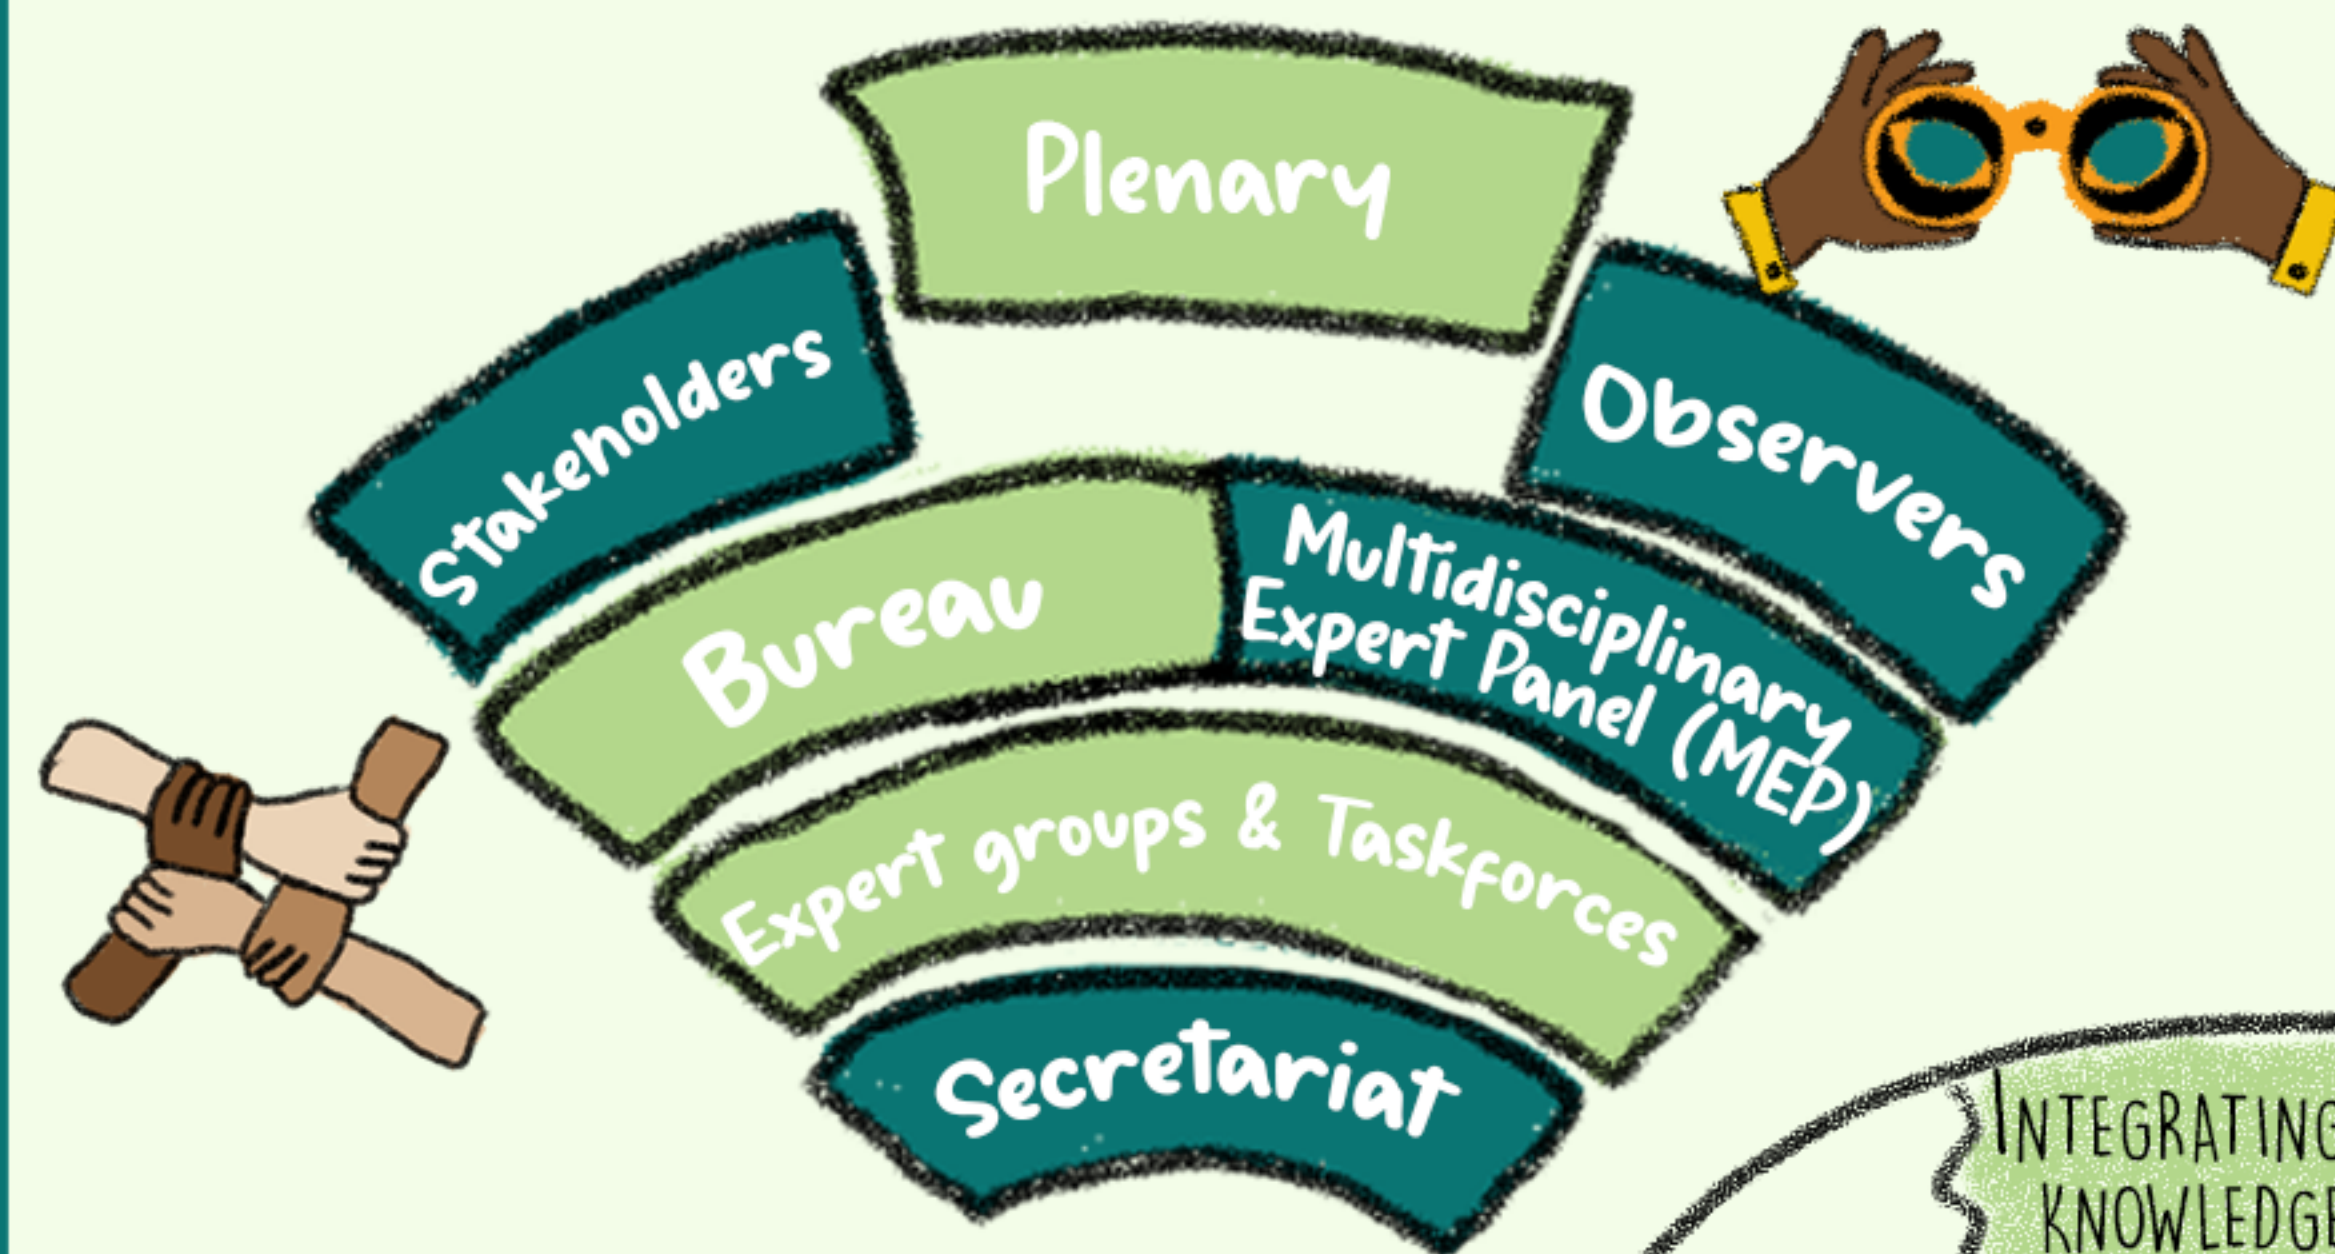 Plenary
Stakeholders
Observers
Bureau
Multidisciplinary
Expert Panel (MEP)
Expert groups & Taskforces
Secretariat
INTEGRATING
KNOWLEDGE